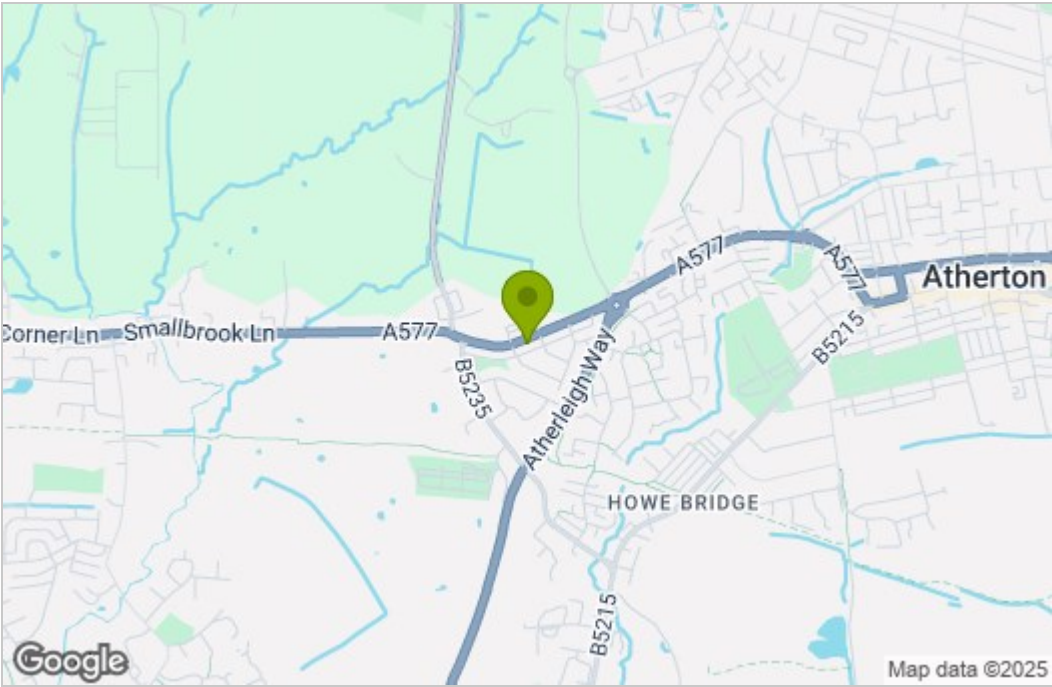 A577
A577
Atherton
Corner Ln
Smallbrook Ln
A577
B5215
B5235
Atherleigh Way
HOWE BRIDGE
B5215
Google
Map data ©2025